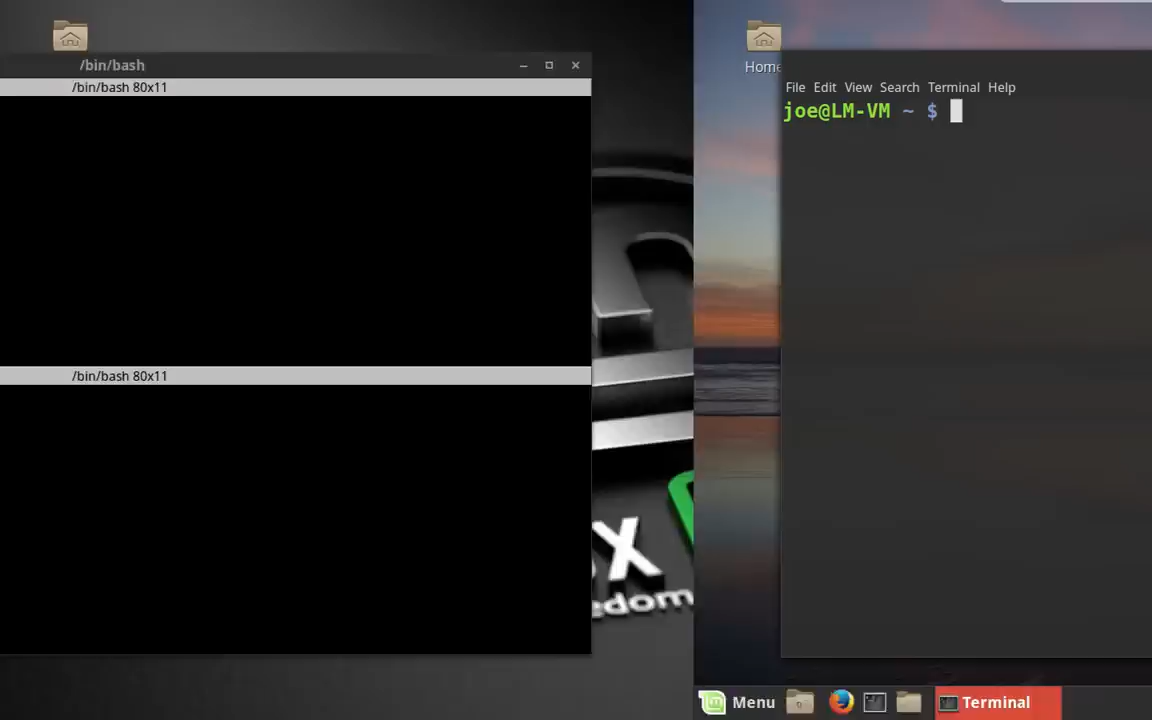 /bin/bash
/bin/bash 80x11
/bin/bash 80x11
X
edom
Home
File Edit View Search Terminal Help
joe@LM-VM ~ $
Menu
Terminal